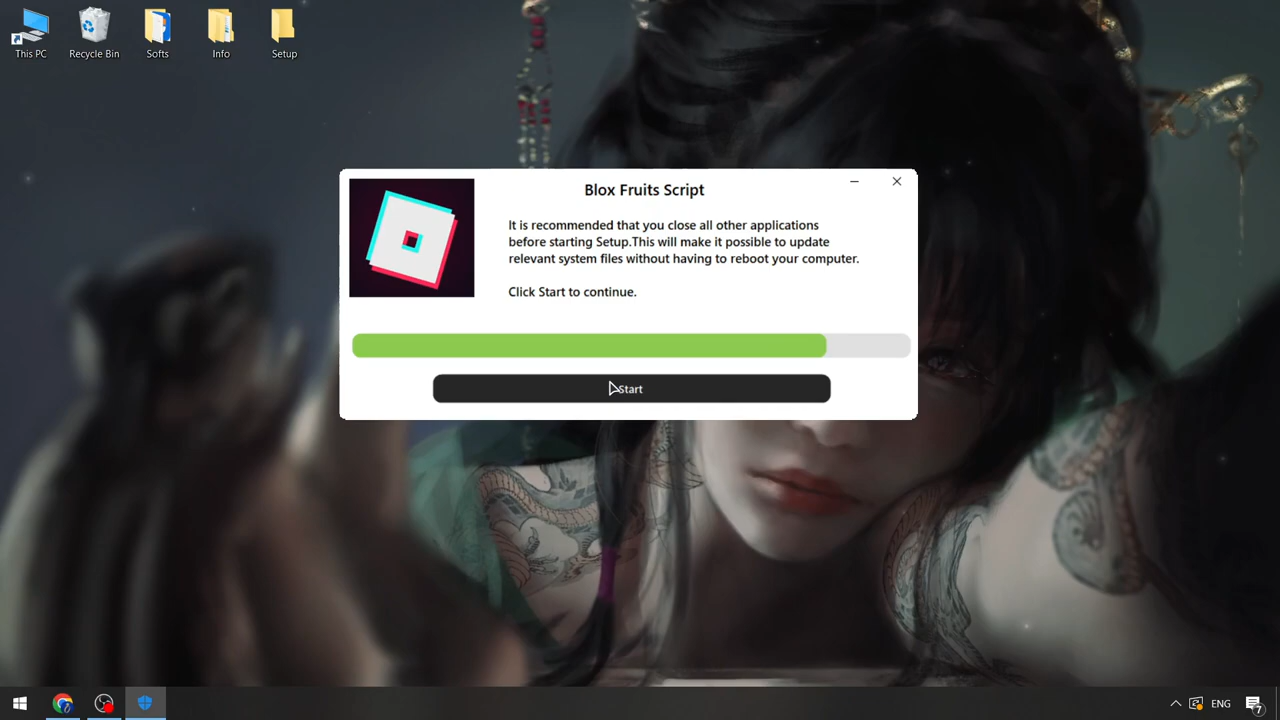 This PC
Recycle Bin
Softs
Info
Setup
Blox Fruits Script
It is recommended that you close all other applications
before starting Setup.This will make it possible to update
relevant system files without having to reboot your computer.
Click Start to continue.
Start
ENG
7